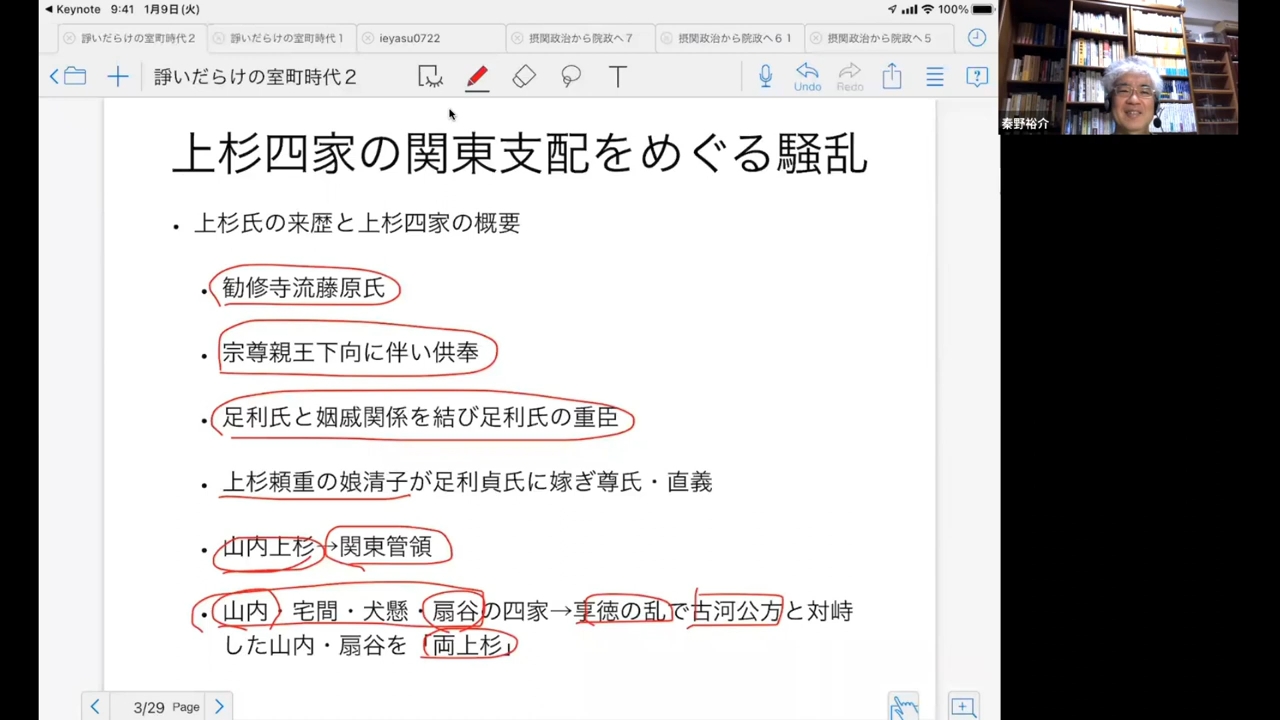 Keynote 9:41 1月9日(火) 100%
諍いだらけの室町時代2 諍いだらけの室町時代1 ieyasu0722 摂関政治から院政へ7 摂関政治から院政へ61 摂関政治から院政へ5
諍いだらけの室町時代2 T Undo Redo ?
秦野裕介
上杉四家の関東支配をめぐる騒乱
• 上杉氏の来歴と上杉四家の概要
• 勧修寺流藤原氏
• 宗尊親王下向に伴い供奉
• 足利氏と姻戚関係を結び足利氏の重臣
• 上杉頼重の娘清子が足利貞氏に嫁ぎ尊氏・直義
• 山内上杉→関東管領
• 山内・宅間・犬懸・扇谷の四家→享徳の乱で古河公方と対峙
した山内・扇谷を「両上杉」
3/29 Page